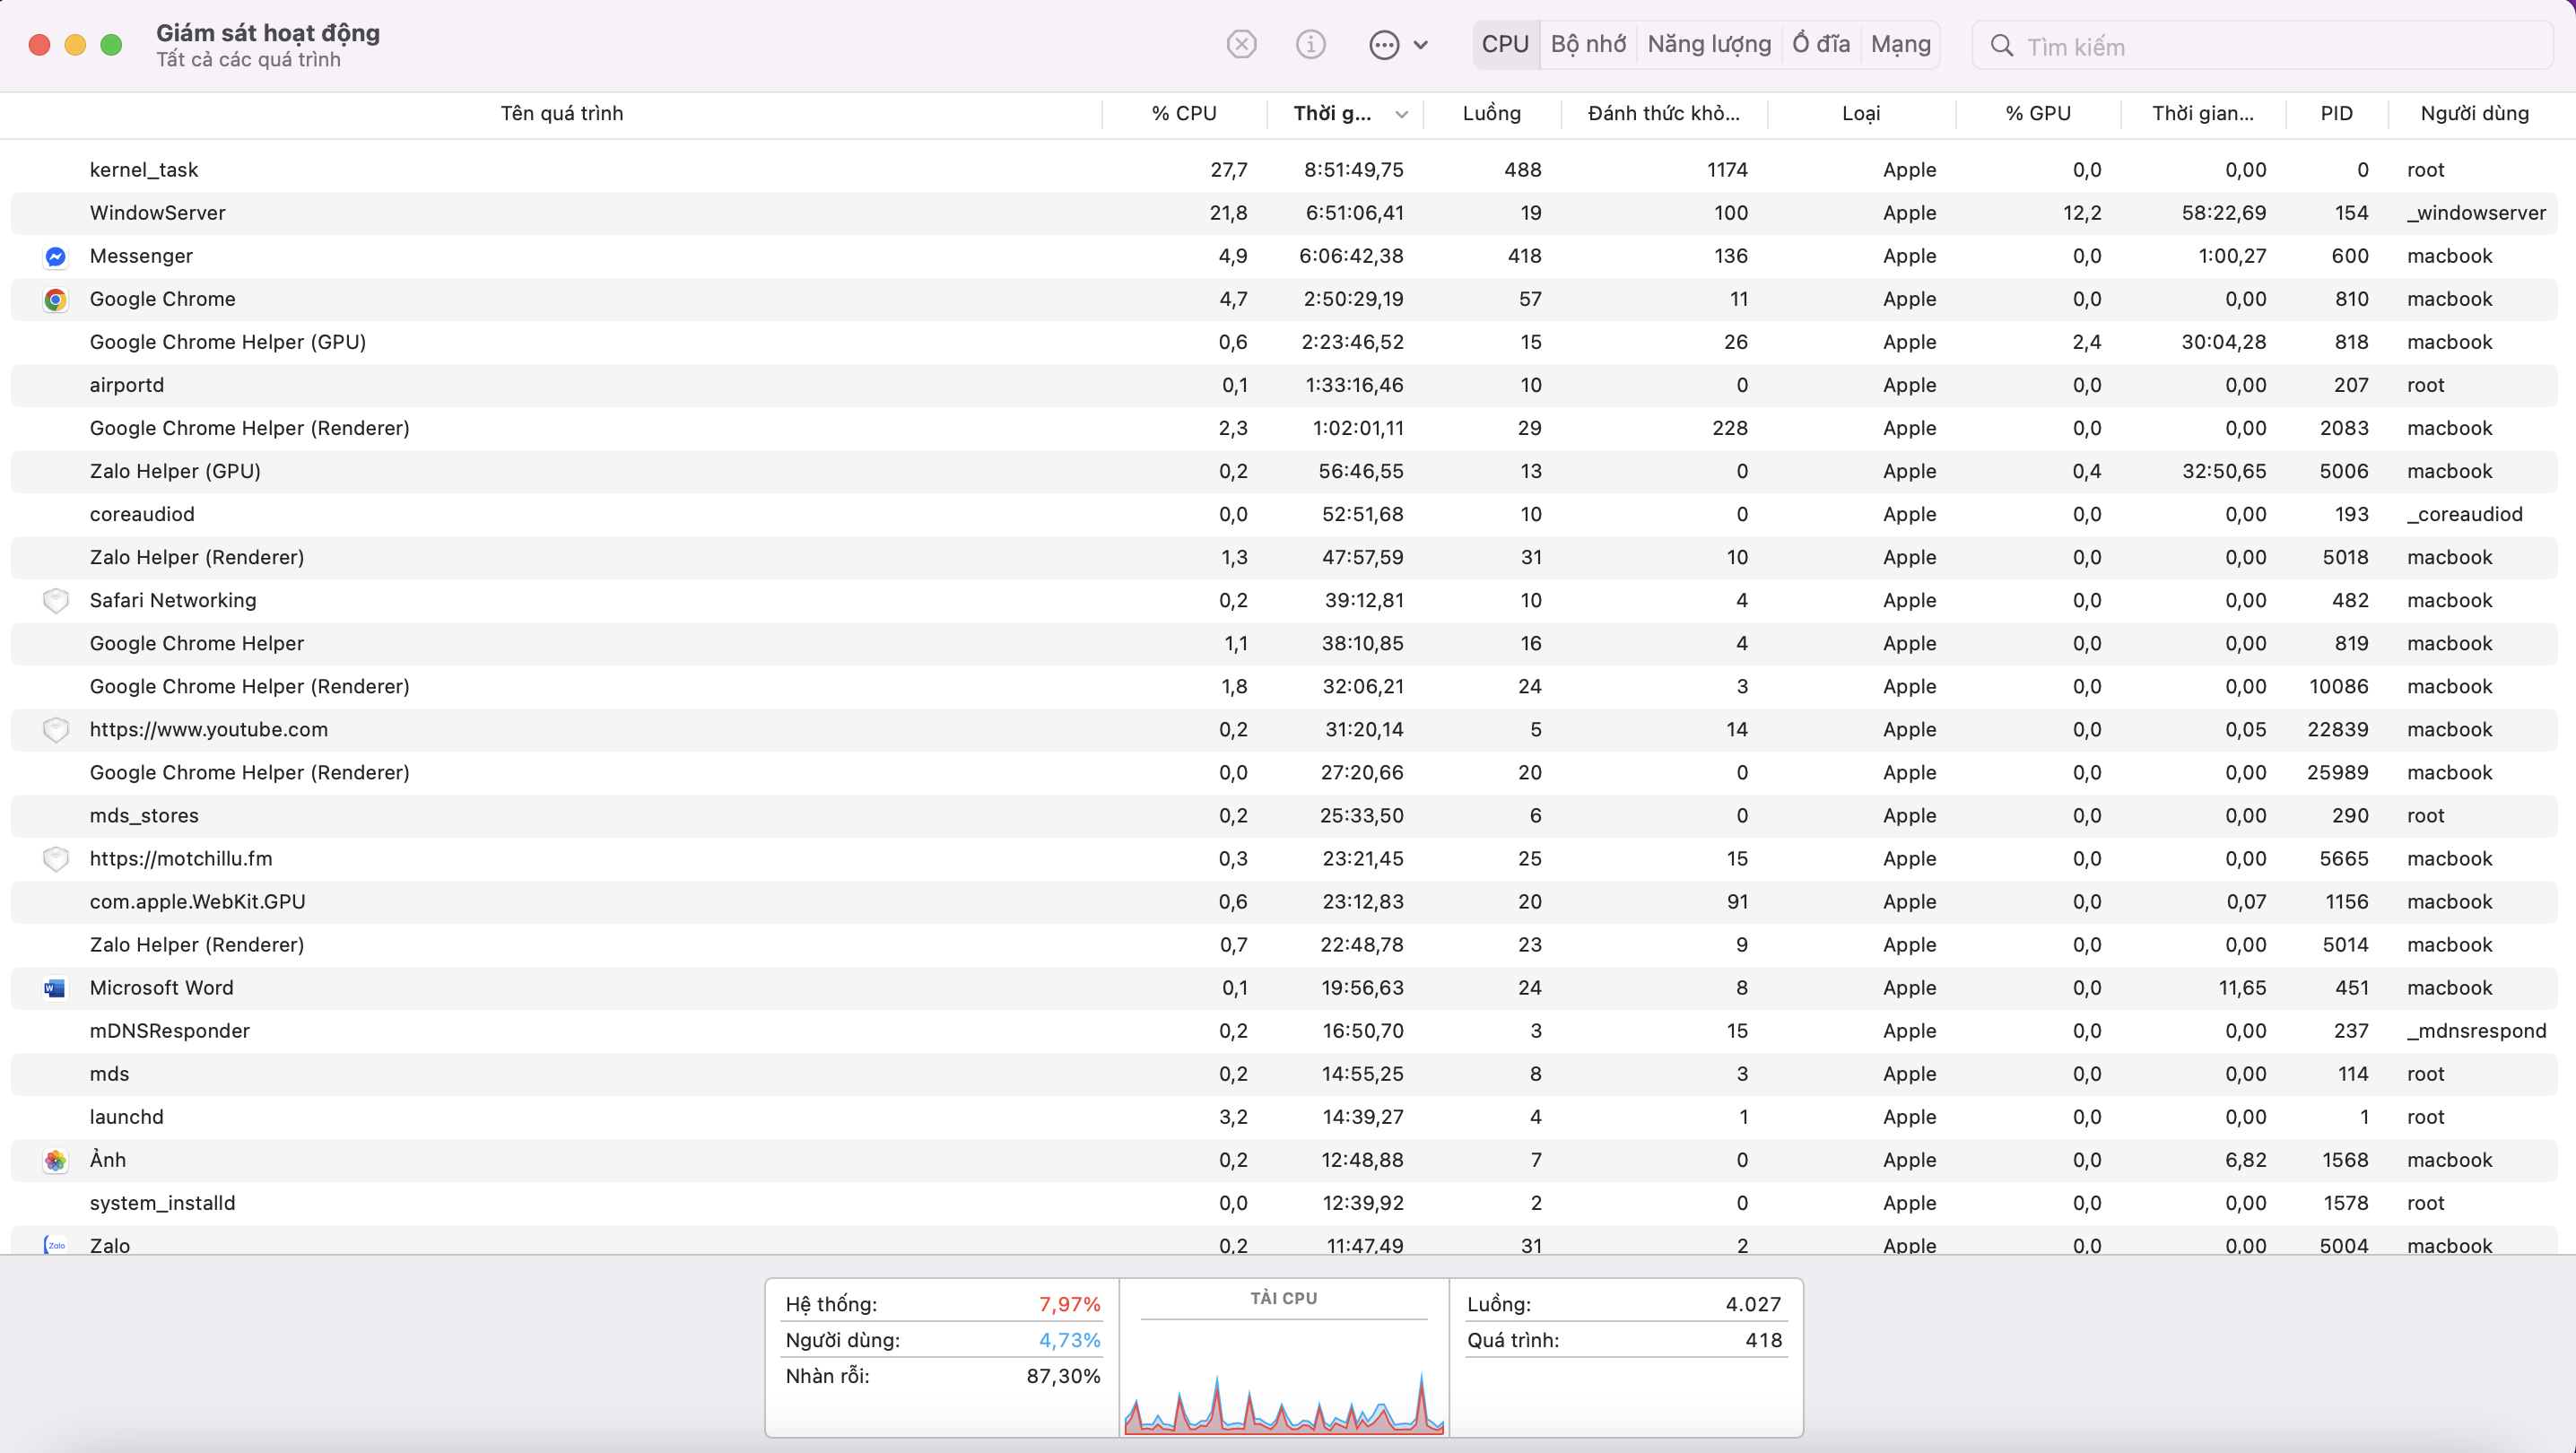 Giám sát hoạt động
Tất cả các quá trình
CPU Bộ nhớ Năng lượng Ổ đĩa Mạng Tìm kiếm
Tên quá trình % CPU Thời g... Luồng Đánh thức khỏ... Loại % GPU Thời gian... PID Người dùng
kernel_task 27,7 8:51:49,75 488 1174 Apple 0,0 0,00 0 root
WindowServer 21,8 6:51:06,41 19 100 Apple 12,2 58:22,69 154 _windowserver
Messenger 4,9 6:06:42,38 418 136 Apple 0,0 1:00,27 600 macbook
Google Chrome 4,7 2:50:29,19 57 11 Apple 0,0 0,00 810 macbook
Google Chrome Helper (GPU) 0,6 2:23:46,52 15 26 Apple 2,4 30:04,28 818 macbook
airportd 0,1 1:33:16,46 10 0 Apple 0,0 0,00 207 root
Google Chrome Helper (Renderer) 2,3 1:02:01,11 29 228 Apple 0,0 0,00 2083 macbook
Zalo Helper (GPU) 0,2 56:46,55 13 0 Apple 0,4 32:50,65 5006 macbook
coreaudiod 0,0 52:51,68 10 0 Apple 0,0 0,00 193 _coreaudiod
Zalo Helper (Renderer) 1,3 47:57,59 31 10 Apple 0,0 0,00 5018 macbook
Safari Networking 0,2 39:12,81 10 4 Apple 0,0 0,00 482 macbook
Google Chrome Helper 1,1 38:10,85 16 4 Apple 0,0 0,00 819 macbook
Google Chrome Helper (Renderer) 1,8 32:06,21 24 3 Apple 0,0 0,00 10086 macbook
https://www.youtube.com 0,2 31:20,14 5 14 Apple 0,0 0,05 22839 macbook
Google Chrome Helper (Renderer) 0,0 27:20,66 20 0 Apple 0,0 0,00 25989 macbook
mds_stores 0,2 25:33,50 6 0 Apple 0,0 0,00 290 root
https://motchillu.fm 0,3 23:21,45 25 15 Apple 0,0 0,00 5665 macbook
com.apple.WebKit.GPU 0,6 23:12,83 20 91 Apple 0,0 0,07 1156 macbook
Zalo Helper (Renderer) 0,7 22:48,78 23 9 Apple 0,0 0,00 5014 macbook
Microsoft Word 0,1 19:56,63 24 8 Apple 0,0 11,65 451 macbook
mDNSResponder 0,2 16:50,70 3 15 Apple 0,0 0,00 237 _mdnsrespond
mds 0,2 14:55,25 8 3 Apple 0,0 0,00 114 root
launchd 3,2 14:39,27 4 1 Apple 0,0 0,00 1 root
Ảnh 0,2 12:48,88 7 0 Apple 0,0 6,82 1568 macbook
system_installd 0,0 12:39,92 2 0 Apple 0,0 0,00 1578 root
Zalo Zalo 0,2 11:47,49 31 2 Apple 0,0 0,00 5004 macbook
Hệ thống: 7,97% TẢI CPU Luồng: 4.027
Người dùng: 4,73% Quá trình: 418
Nhàn rỗi: 87,30%